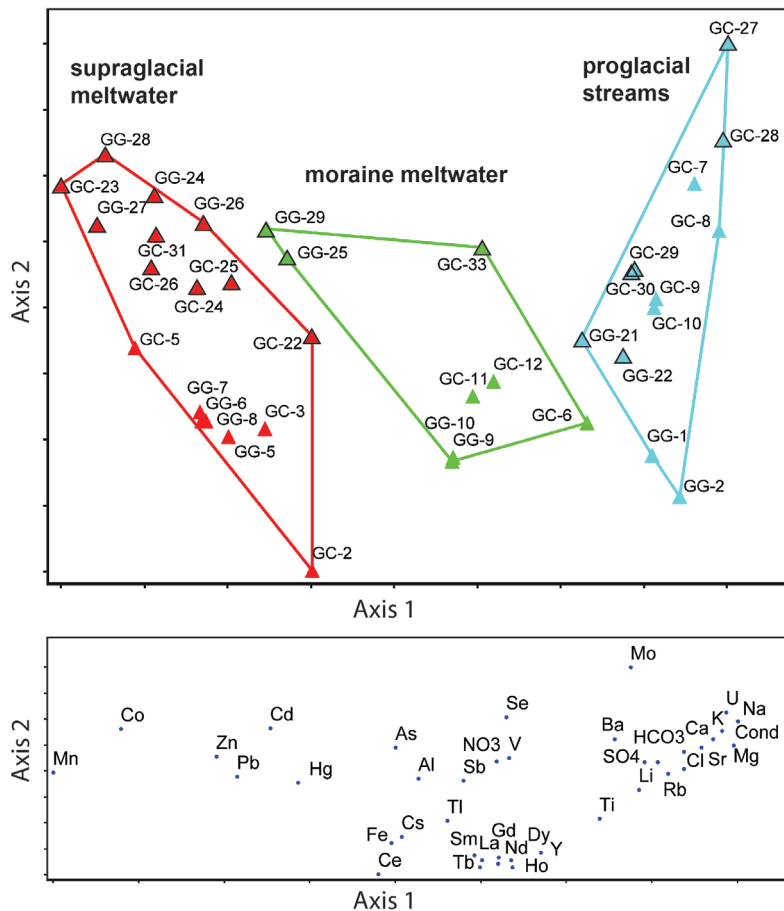 GC-27
supraglacial
meltwater
proglacial
streams
GG-28
GC-28
GC-23
GG-24
moraine meltwater
GC-7
GG-27
GG-26
GG-29
GC-8
GC-31
GG-25
GC-33
GC-29
GC-26
GC-25
GC-30
GC-9
GC-24
GC-10
GC-5
GC-22
GG-21
GG-22
GC-12
GC-11
GG-7
GG-6
GC-3
GG-8
GG-10
GC-6
GG-5
GG-9
GG-1
GG-2
GC-2
Axis 2
Axis 1
Mo
Co
Cd
Se
U
Na
Ba
HCO3
Ca
K
Cond
As
NO3
V
Zn
SO4
Mn
Pb
Al
Sb
Hg
Li
Cl
Sr
Mg
Rb
Ti
Tl
Cs
Fe
Sm
La
Gd
Nd
Dy
Y
Ce
Tb
Ho
Axis 2
Axis 1